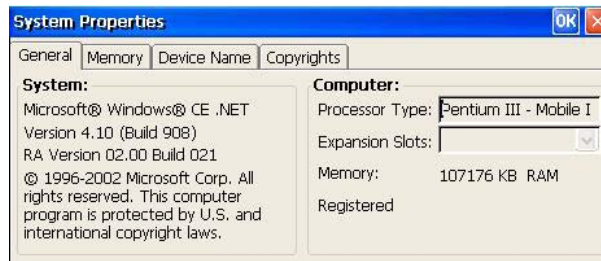 System Properties
OK
General Memory Device Name Copyrights
System:
Microsoft® Windows® CE .NET
Version 4.10 (Build 908)
RA Version 02.00 Build 021
© 1996-2002 Microsoft Corp. All
rights reserved. This computer
program is protected by U.S. and
international copyright laws.
Computer:
Processor Type: Pentium III - Mobile I
Expansion Slots:
Memory: 107176 KB RAM
Registered